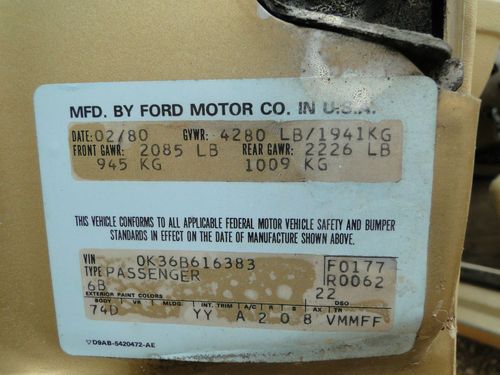 MFD. BY FORD MOTOR CO. IN U.S.A.
DATE: 02/80 GVWR: 4280 LB/1941KG
FRONT GAWR: 2085 LB REAR GAWR: 2226 LB
945 KG 1009 KG
THIS VEHICLE CONFORMS TO ALL APPLICABLE FEDERAL MOTOR VEHICLE SAFETY AND BUMPER
STANDARDS IN EFFECT ON THE DATE OF MANUFACTURE SHOWN ABOVE.
VIN 0K36B616383 F0177
TYPE PASSENGER R0062
6B 22
EXTERIOR PAINT COLORS DSO
BODY VR MLDG. INT. TRIM A/C R S AX TR
74D YY A 2 0 8 VMMFF
D9AB-5420472-AE